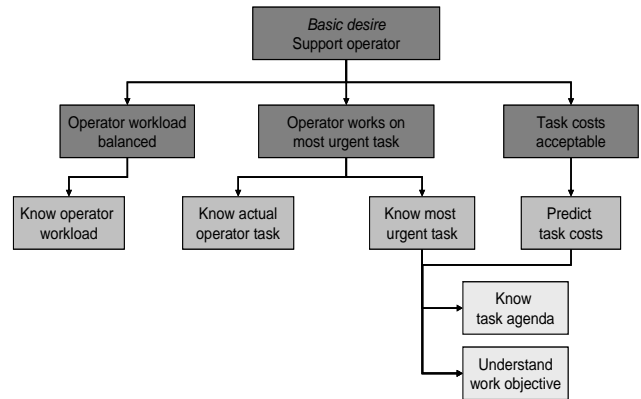 Basic desire
Support operator
Operator workload
balanced
Operator works on
most urgent task
Task costs
acceptable
Know operator
workload
Know actual
operator task
Know most
urgent task
Predict
task costs
Know
task agenda
Understand
work objective